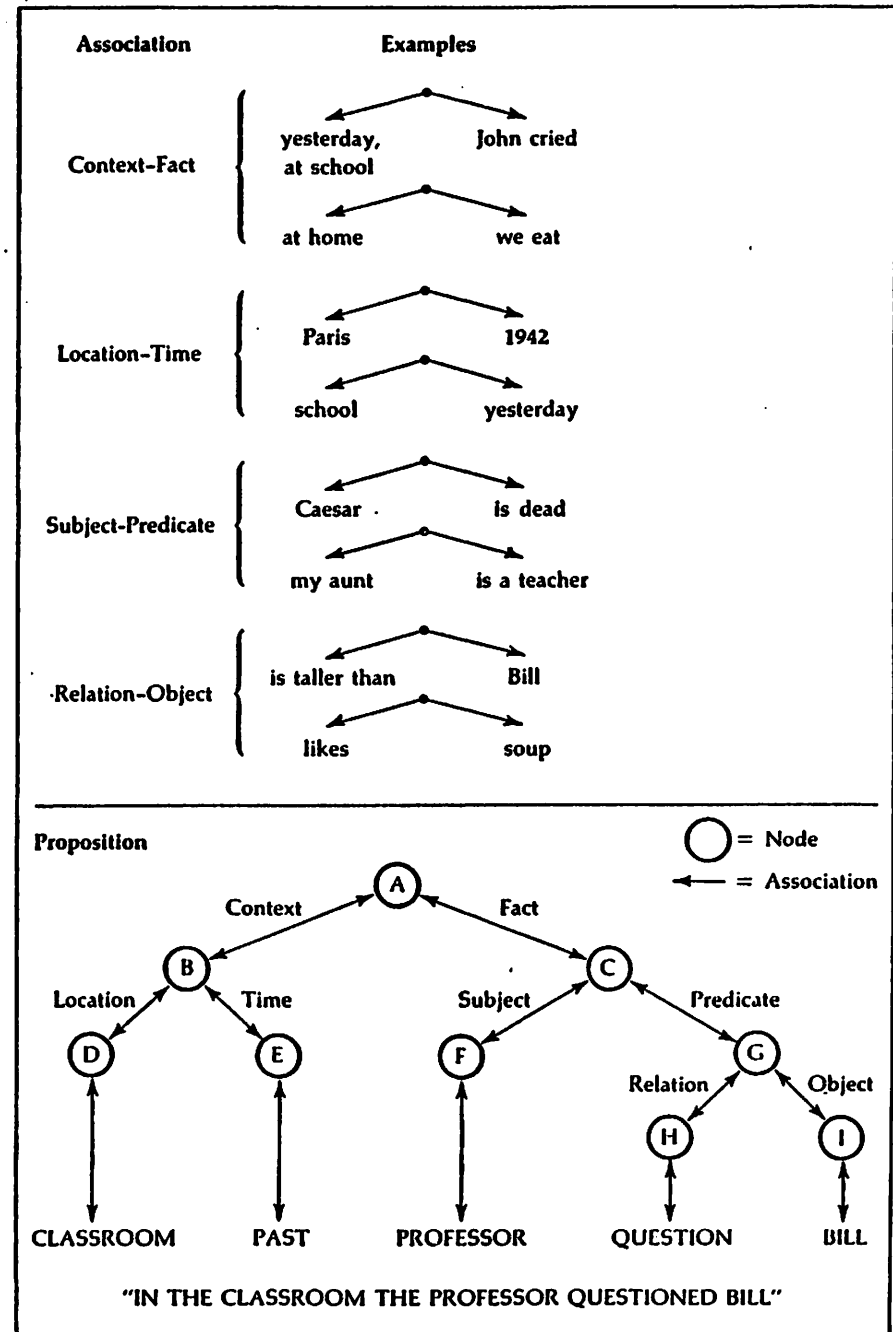 Association Examples
yesterday, John cried
at school
Context-Fact
at home we eat
Paris 1942
Location-Time
school yesterday
Caesar is dead
Subject-Predicate
my aunt is a teacher
is taller than Bill
Relation-Object
likes soup
Proposition
= Node
= Association
A
Context Fact
B C
Location Time Subject Predicate
D E F G
Relation Object
H I
CLASSROOM PAST PROFESSOR QUESTION BILL
"IN THE CLASSROOM THE PROFESSOR QUESTIONED BILL"